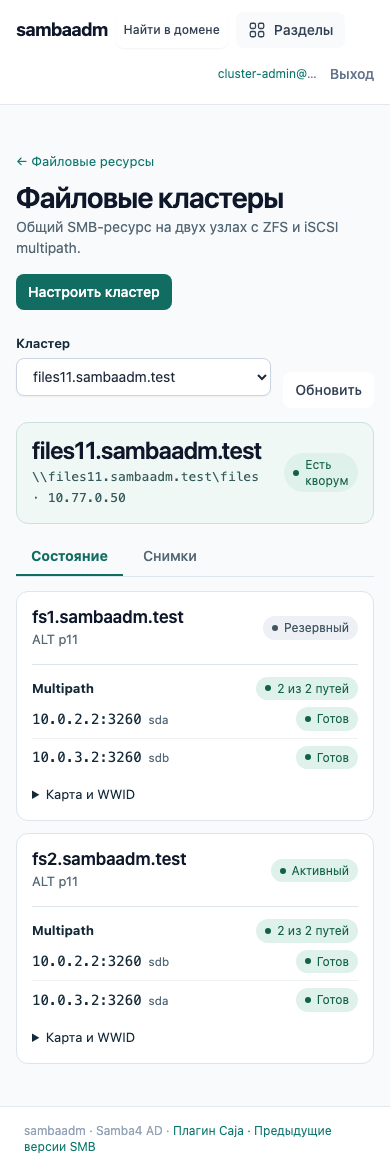 sambaadm
Найти в домене
Разделы
cluster-admin@...
Выход
← Файловые ресурсы
Файловые кластеры
Общий SMB-ресурс на двух узлах с ZFS и iSCSI
multipath.
Настроить кластер
Кластер
files11.sambaadm.test
Обновить
files11.sambaadm.test
\\files11.sambaadm.test\files
· 10.77.0.50
Есть
кворум
Состояние
Снимки
fs1.sambaadm.test
ALT p11
Резервный
Multipath
2 из 2 путей
10.0.2.2:3260 sda
Готов
10.0.3.2:3260 sdb
Готов
Карта и WWID
fs2.sambaadm.test
ALT p11
Активный
Multipath
2 из 2 путей
10.0.2.2:3260 sdb
Готов
10.0.3.2:3260 sda
Готов
Карта и WWID
sambaadm · Samba4 AD · Плагин Caja · Предыдущие
версии SMB